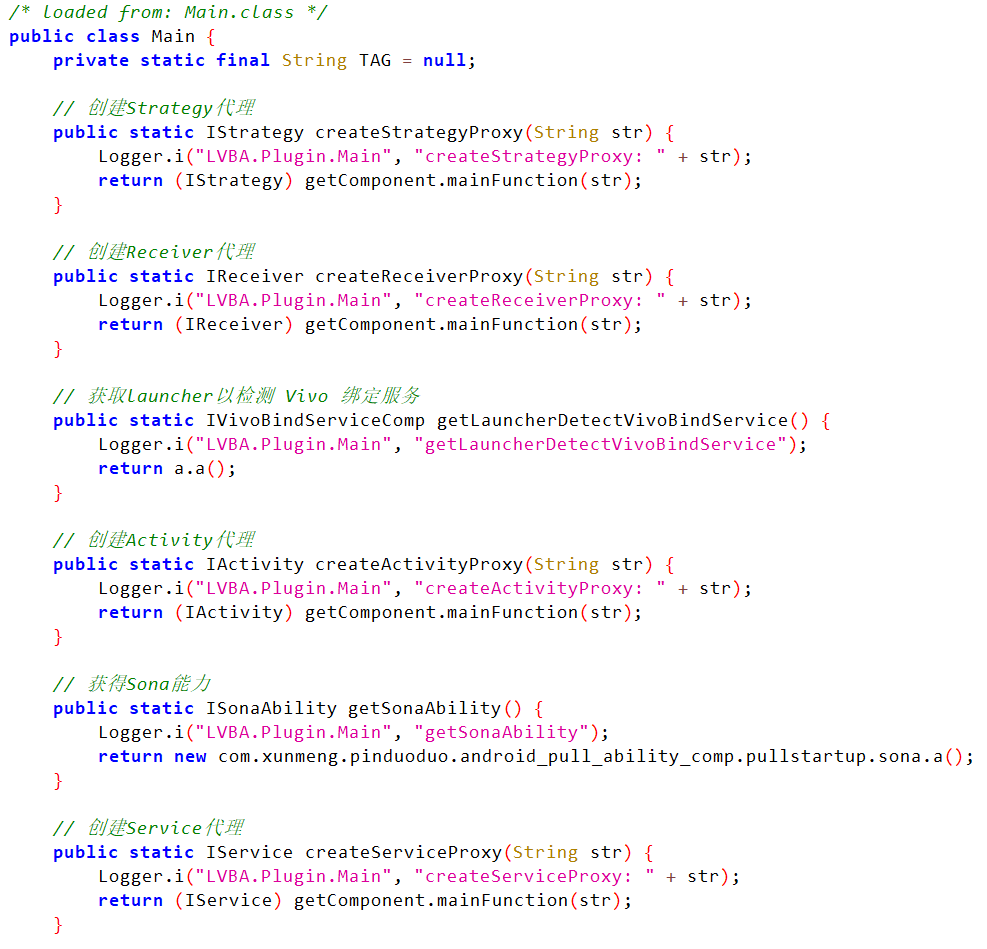 /* loaded from: Main.class */
public class Main {
    private static final String TAG = null;

    // 创建Strategy代理
    public static IStrategy createStrategyProxy(String str) {
        Logger.i("LVBA.Plugin.Main", "createStrategyProxy: " + str);
        return (IStrategy) getComponent.mainFunction(str);
    }

    // 创建Receiver代理
    public static IReceiver createReceiverProxy(String str) {
        Logger.i("LVBA.Plugin.Main", "createReceiverProxy: " + str);
        return (IReceiver) getComponent.mainFunction(str);
    }

    // 获取launcher以检测 Vivo 绑定服务
    public static IVivoBindServiceComp getLauncherDetectVivoBindService() {
        Logger.i("LVBA.Plugin.Main", "getLauncherDetectVivoBindService");
        return a.a();
    }

    // 创建Activity代理
    public static IActivity createActivityProxy(String str) {
        Logger.i("LVBA.Plugin.Main", "createActivityProxy: " + str);
        return (IActivity) getComponent.mainFunction(str);
    }

    // 获得Sona能力
    public static ISonaAbility getSonaAbility() {
        Logger.i("LVBA.Plugin.Main", "getSonaAbility");
        return new com.xunmeng.pinduoduo.android_pull_ability_comp.pullstartup.sona.a();
    }

    // 创建Service代理
    public static IService createServiceProxy(String str) {
        Logger.i("LVBA.Plugin.Main", "createServiceProxy: " + str);
        return (IService) getComponent.mainFunction(str);
    }